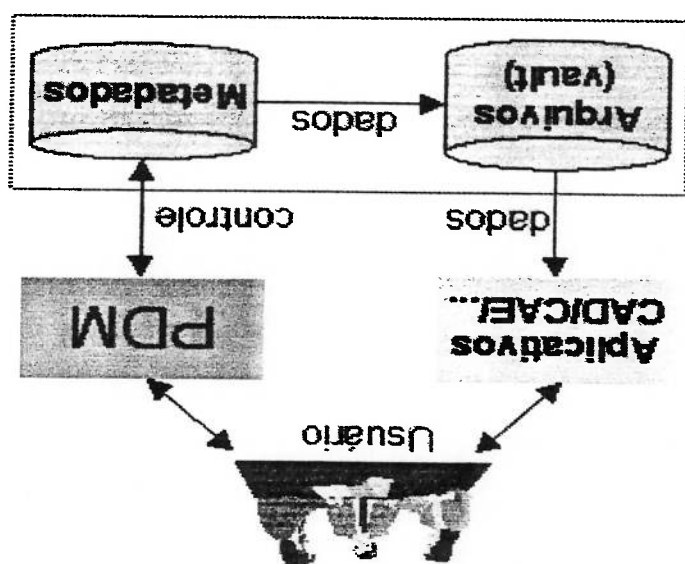 Usuário
Aplicativos
CAD/CAE/...
PDM
dados
controle
Arquivos
(vault)
dados
Metadados